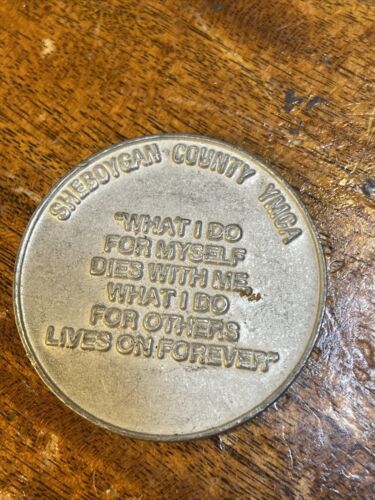 SHEBOYGAN COUNTY YMCA
"WHAT I DO
FOR MYSELF
DIES WITH ME,
WHAT I DO
FOR OTHERS
LIVES ON FOREVER"